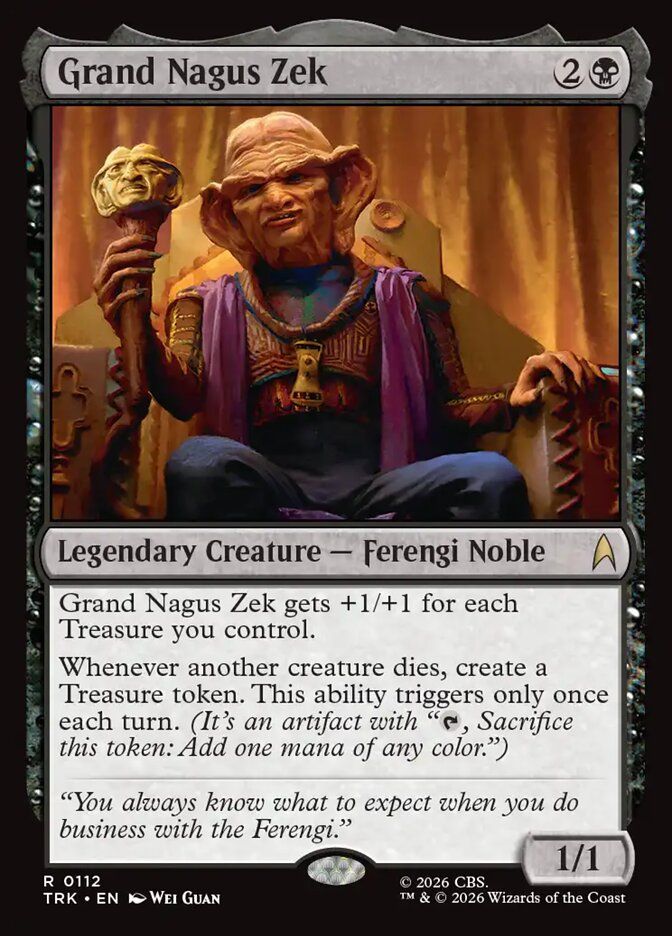 Grand Nagus Zek 2
Legendary Creature — Ferengi Noble
Grand Nagus Zek gets +1/+1 for each
Treasure you control.
Whenever another creature dies, create a
Treasure token. This ability triggers only once
each turn. (It's an artifact with “, Sacrifice
this token: Add one mana of any color.”)
“You always know what to expect when you do
business with the Ferengi.”
1/1
R 0112
TRK • EN Wei Guan
© 2026 CBS.
™ & © 2026 Wizards of the Coast